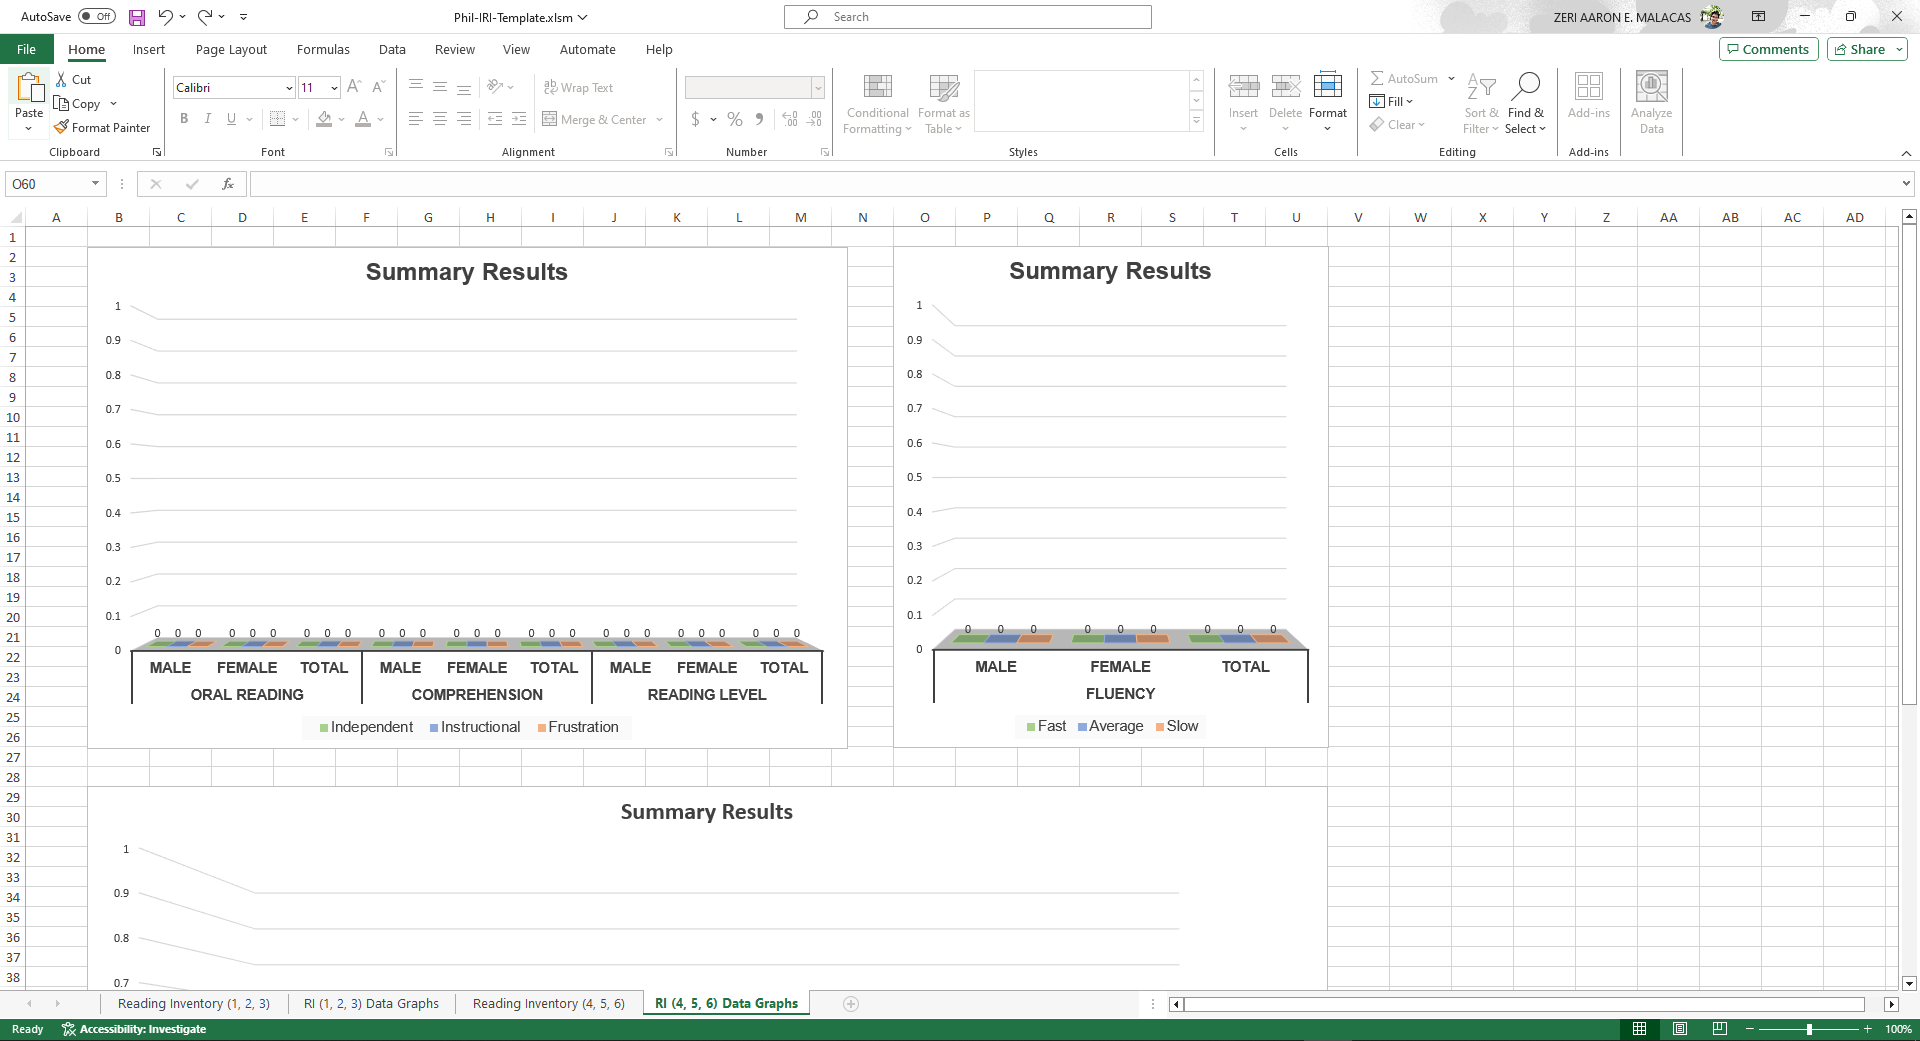 AutoSave Off Phil-IRI-Template.xlsm Search ZERI AARON E. MALACAS
File Home Insert Page Layout Formulas Data Review View Automate Help Comments Share
Paste Cut Copy Format Painter Clipboard
Calibri 11 A A B I U A Font
ab Wrap Text Merge & Center Alignment
$ % Number
Conditional Formatting Format as Table Styles
Insert Delete Format Cells
AutoSum Fill Clear Sort & Filter Find & Select Editing
Add-ins Add-ins
Analyze Data
O60 fx
A B C D E F G H I J K L M N O P Q R S T U V W X Y Z AA AB AC AD
1
2
3
4
5
6
7
8
9
10
11
12
13
14
15
16
17
18
19
20
21
22
23
24
25
26
27
28
29
30
31
32
33
34
35
36
37
38
Summary Results
1
0.9
0.8
0.7
0.6
0.5
0.4
0.3
0.2
0.1
0
0 0 0 0 0 0 0 0 0 0 0 0 0 0 0 0 0 0 0 0 0 0 0 0 0 0 0
MALE FEMALE TOTAL MALE FEMALE TOTAL MALE FEMALE TOTAL
ORAL READING COMPREHENSION READING LEVEL
Independent Instructional Frustration
Summary Results
1
0.9
0.8
0.7
0.6
0.5
0.4
0.3
0.2
0.1
0
0 0 0 0 0 0 0 0 0
MALE FEMALE TOTAL
FLUENCY
Fast Average Slow
Summary Results
1
0.9
0.8
0.7
Reading Inventory (1, 2, 3) RI (1, 2, 3) Data Graphs Reading Inventory (4, 5, 6) RI (4, 5, 6) Data Graphs
Ready Accessibility: Investigate 100%